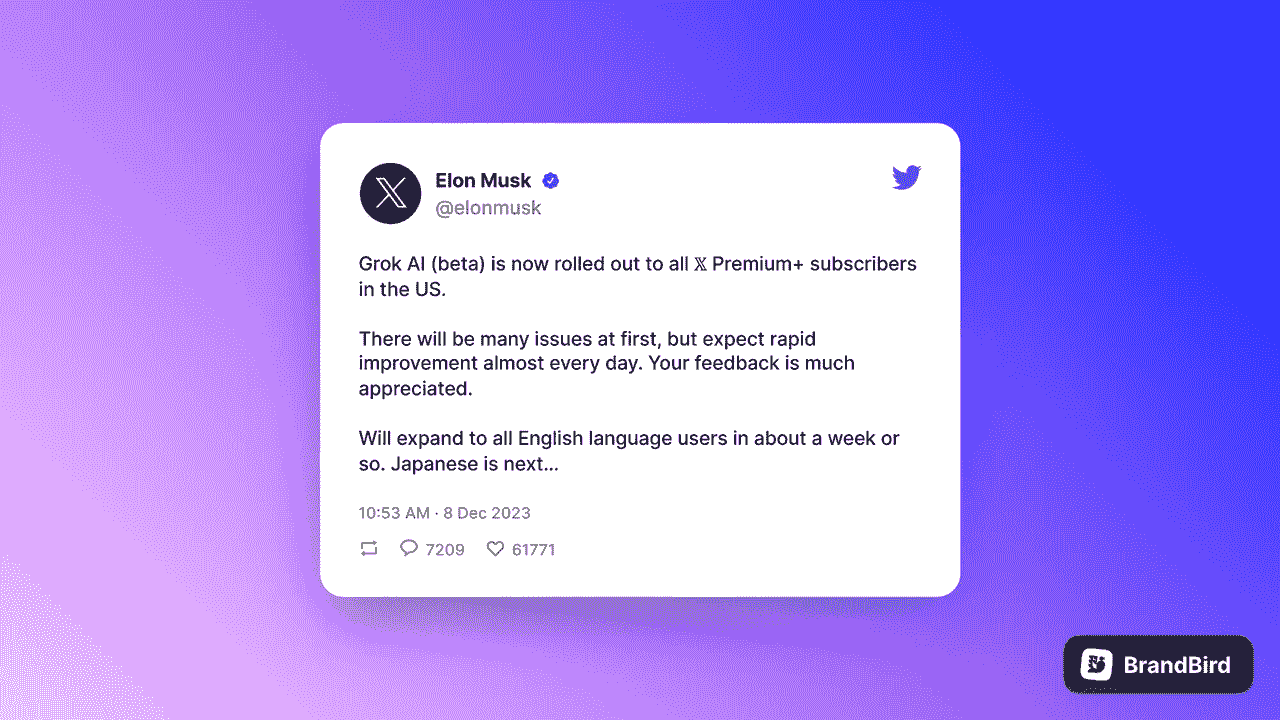 Elon Musk
@elonmusk
Grok AI (beta) is now rolled out to all 𝕏 Premium+ subscribers
in the US.
There will be many issues at first, but expect rapid
improvement almost every day. Your feedback is much
appreciated.
Will expand to all English language users in about a week or
so. Japanese is next...
10:53 AM · 8 Dec 2023
7209 61771
BrandBird